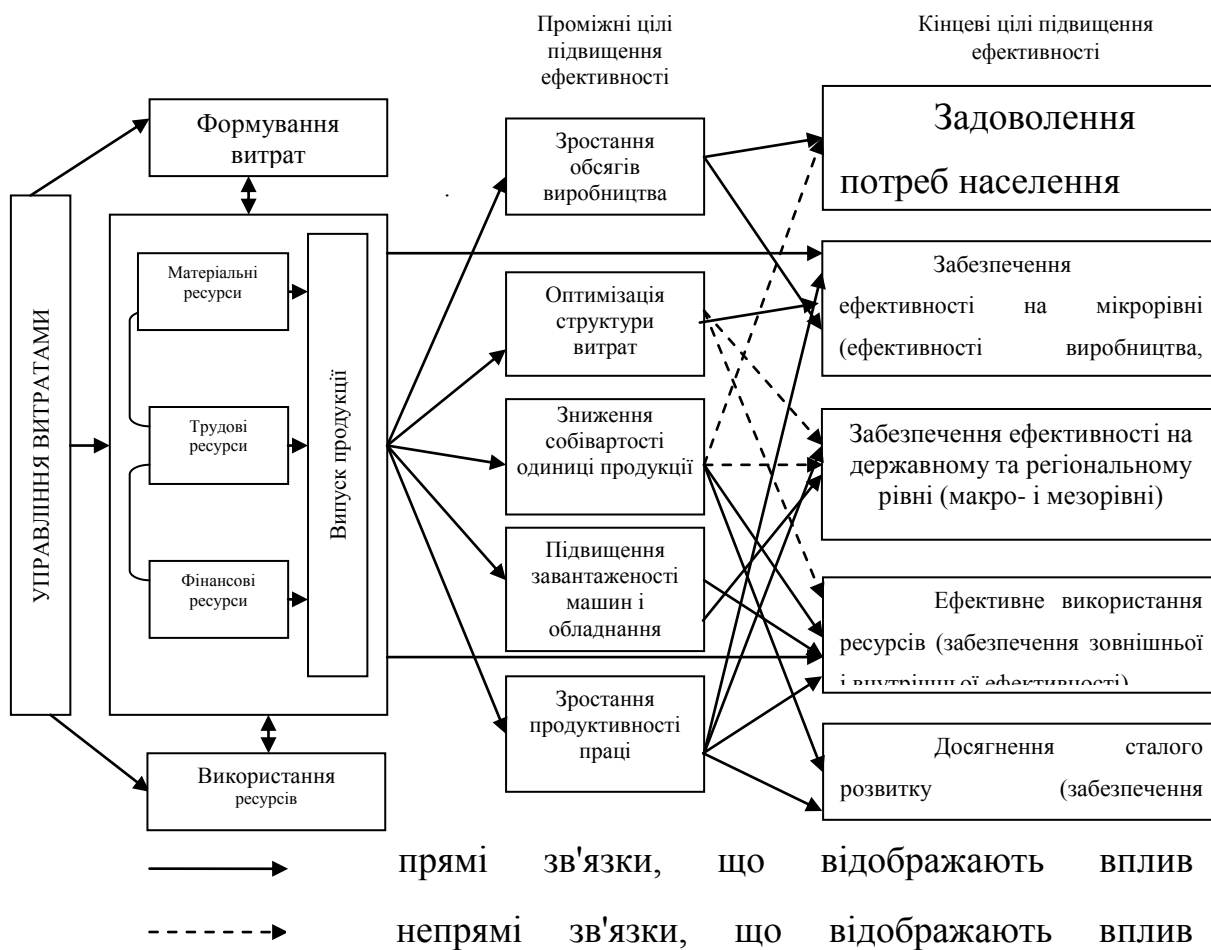 Проміжні цілі
підвищення
ефективності
Кінцеві цілі підвищення
ефективності
УПРАВЛІННЯ ВИТРАТАМИ
Формування
витрат
Матеріальні
ресурси
Трудові
ресурси
Фінансові
ресурси
Випуск продукції
Використання
ресурсів
Зростання
обсягів
виробництва
Оптимізація
структури
витрат
Зниження
собівартості
одиниці продукції
Підвищення
завантаженості
машин і
обладнання
Зростання
продуктивності
праці
Задоволення
потреб населення
Забезпечення
ефективності на мікрорівні
(ефективності виробництва,
Забезпечення ефективності на
державному та регіональному
рівні (макро- і мезорівні)
Ефективне використання
ресурсів (забезпечення зовнішньої
і внутрішньої ефективності)
Досягнення сталого
розвитку (забезпечення
прямі зв'язки, що відображають вплив
непрямі зв'язки, що відображають вплив